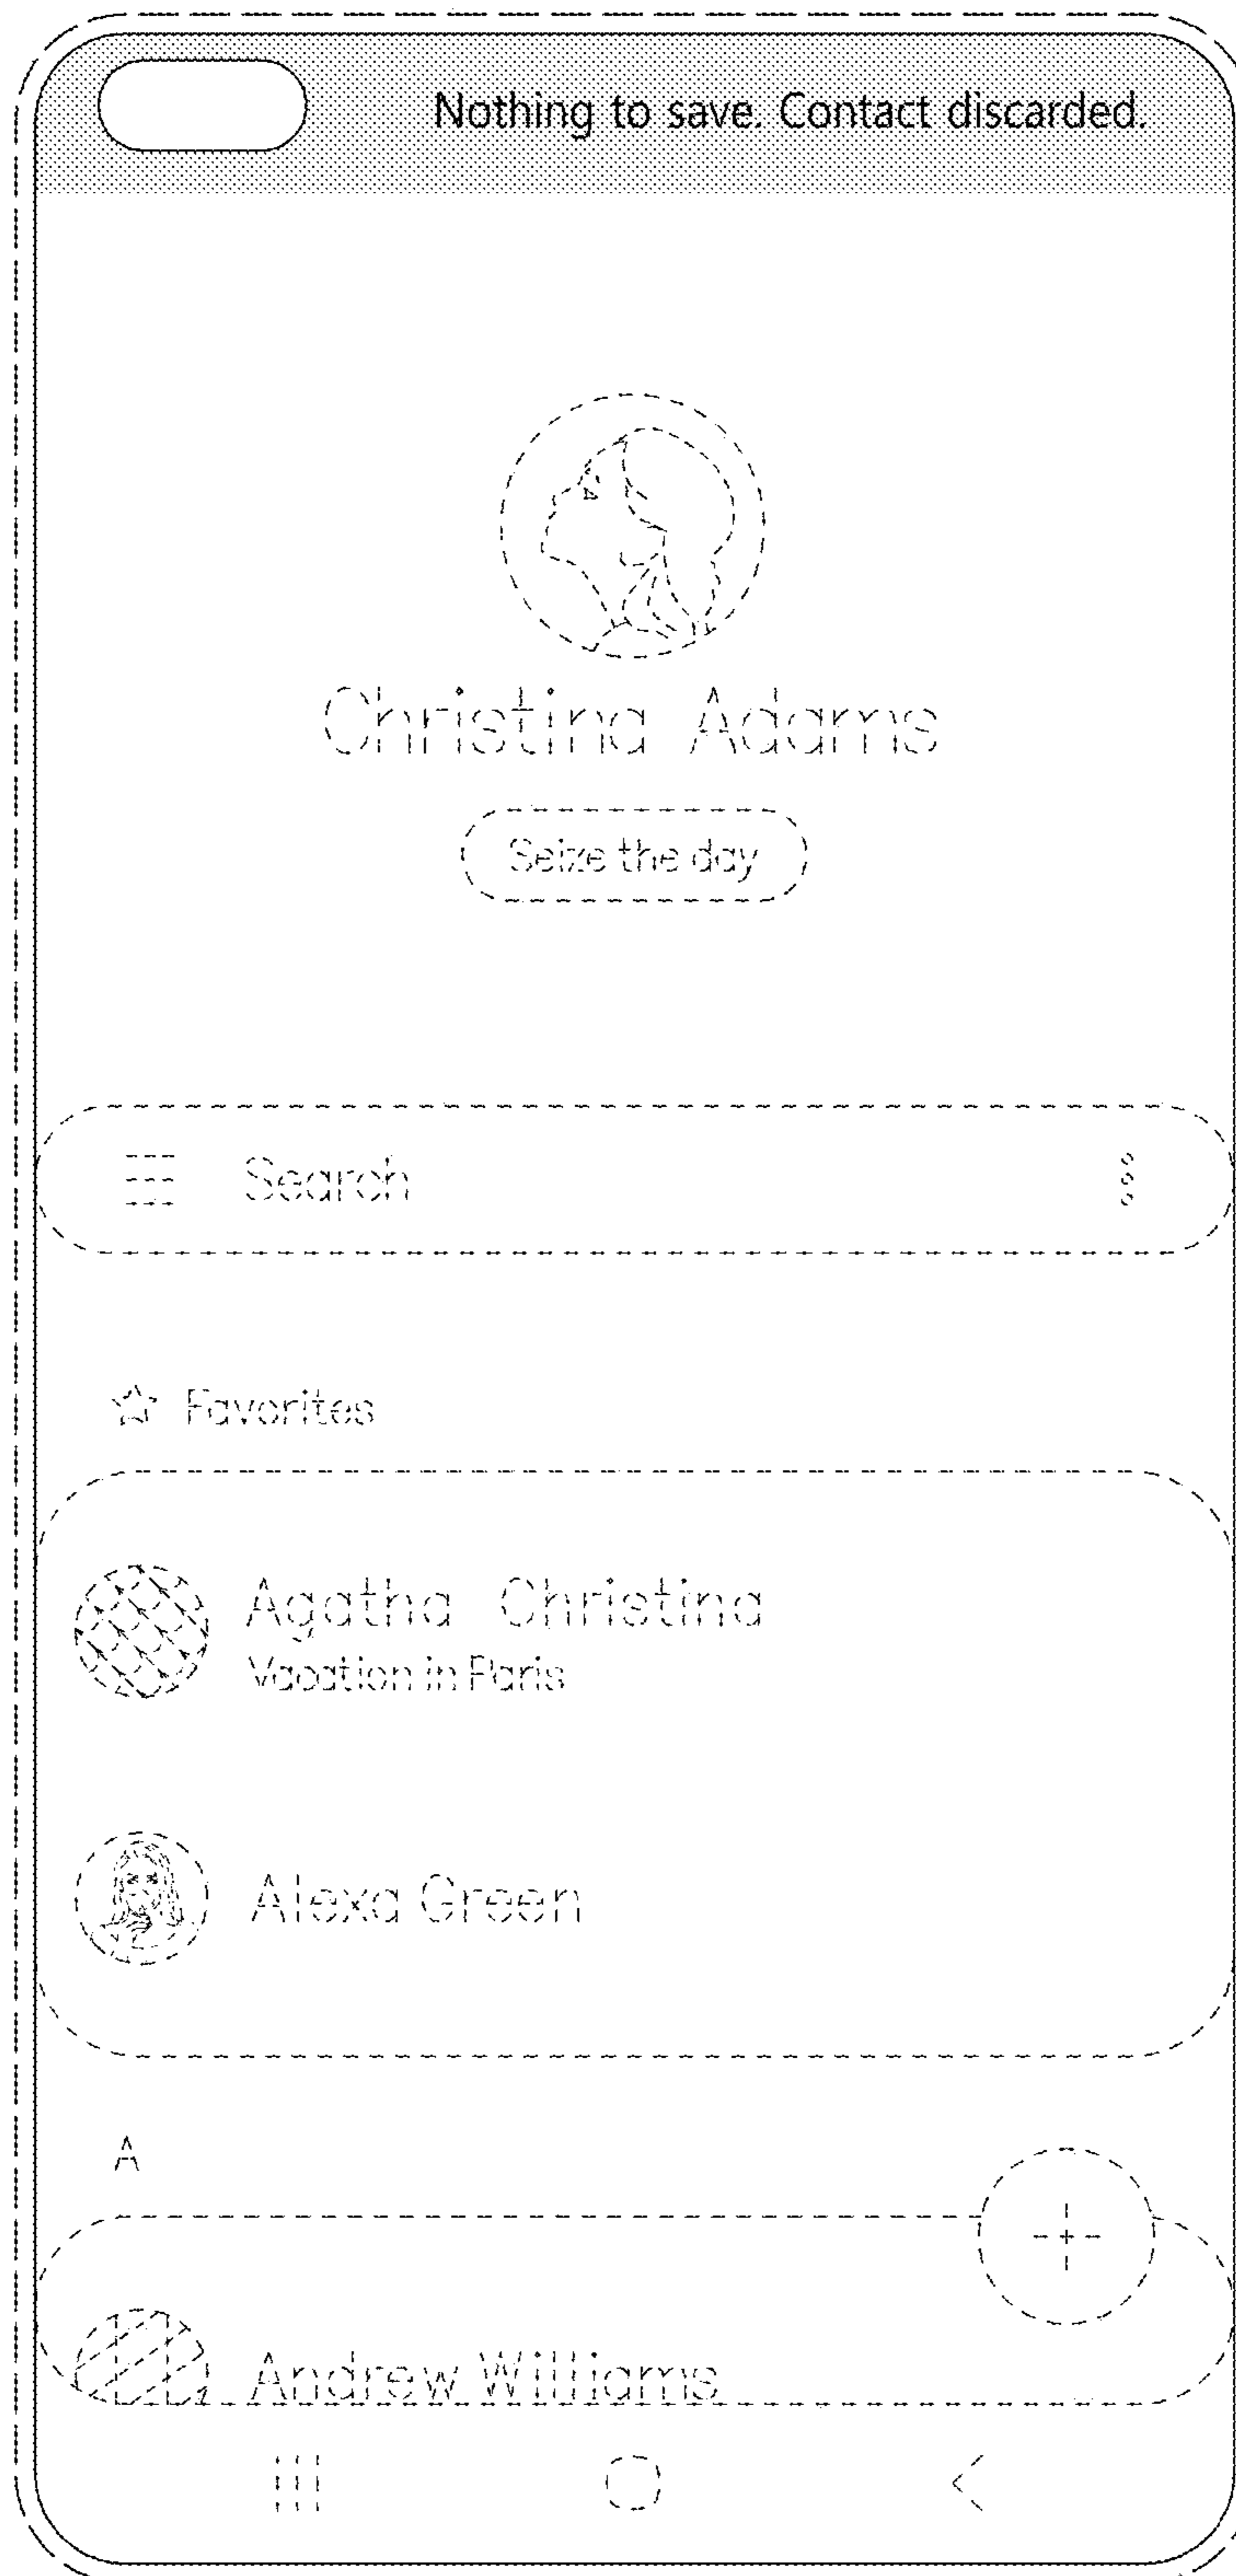 Nothing to save. Contact discarded.
Christina Adams
Seize the day
Search
Favorites
Agatha Christina
Vacation in Paris
Alexa Green
A
Andrew Williams